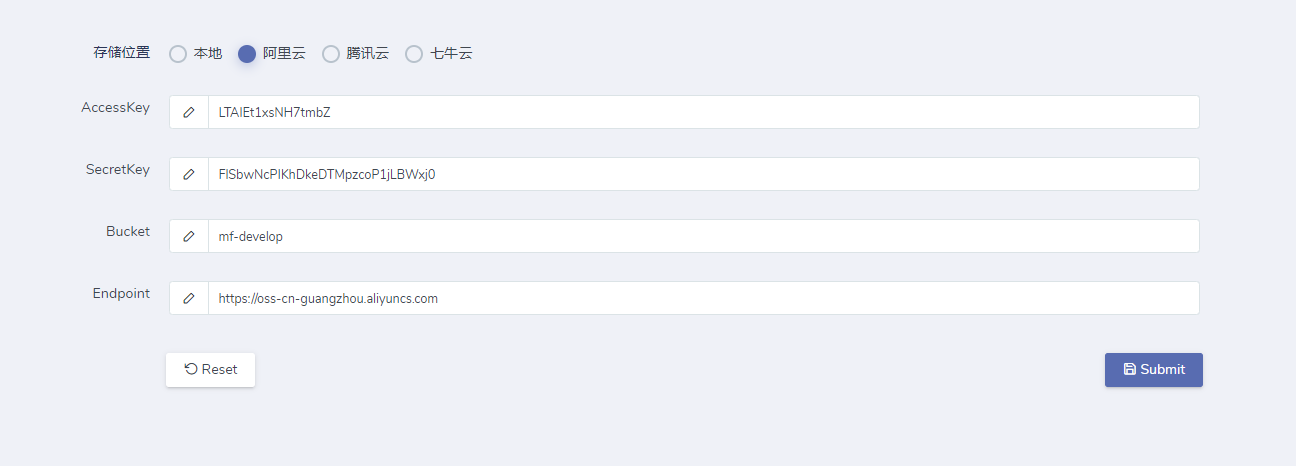 存储位置 本地 阿里云 腾讯云 七牛云
AccessKey LTAIEt1xsNH7tmbZ
SecretKey FISbwNcPIKhDkeDTMpzcoP1jLBWxj0
Bucket mf-develop
Endpoint https://oss-cn-guangzhou.aliyuncs.com
Reset Submit